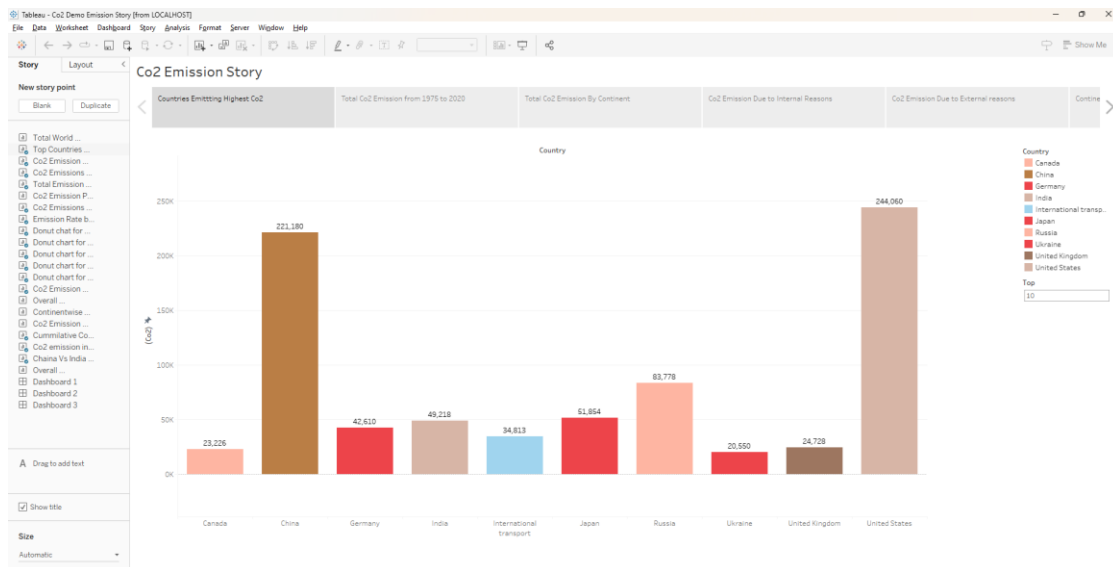 Tableau - Co2 Demo Emission Story [from LOCALHOST]
File Data Worksheet Dashboard Story Analysis Format Server Window Help
Show Me
Story Layout
New story point
Blank Duplicate
Total World ...
Top Countries ...
Co2 Emission ...
Co2 Emissions ...
Total Emission ...
Co2 Emission P...
Co2 Emissions ...
Emission Rate b...
Donut chat for ...
Donut chart for ...
Donut chart for ...
Donut chart for ...
Donut chart for ...
Co2 Emission ...
Overall ...
Continentwise ...
Co2 Emission ...
Cummilative Co...
Co2 emission in...
Chaina Vs India ...
Overall ...
Dashboard 1
Dashboard 2
Dashboard 3
A Drag to add text
Show title
Size
Automatic
Co2 Emission Story
Countries Emittting Highest Co2
Total Co2 Emission from 1975 to 2020
Total Co2 Emission By Continent
Co2 Emission Due to Internal Reasons
Co2 Emission Due to External reasons
Contine
Country
(Co2)
250K
200K
150K
100K
50K
0K
23,226
221,180
42,610
49,218
34,813
51,854
83,778
20,550
24,728
244,060
Canada
China
Germany
India
International
transport
Japan
Russia
Ukraine
United Kingdom
United States
Country
Canada
China
Germany
India
International transp..
Japan
Russia
Ukraine
United Kingdom
United States
Top
10